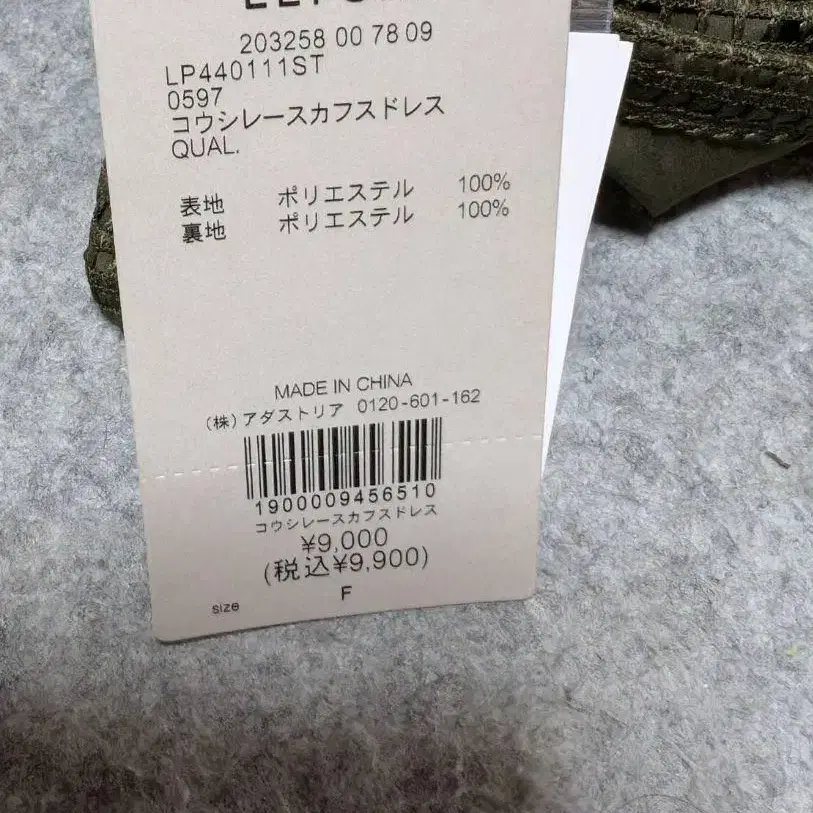 203258 00 78 09
LP440111ST
0597
コウシレースカフスドレス
QUAL.
表地 ポリエステル 100%
裏地 ポリエステル 100%
MADE IN CHINA
(株)アダストリア 0120-601-162
1900009456510
コウシレースカフスドレス
¥9,000
(税込¥9,900)
size F